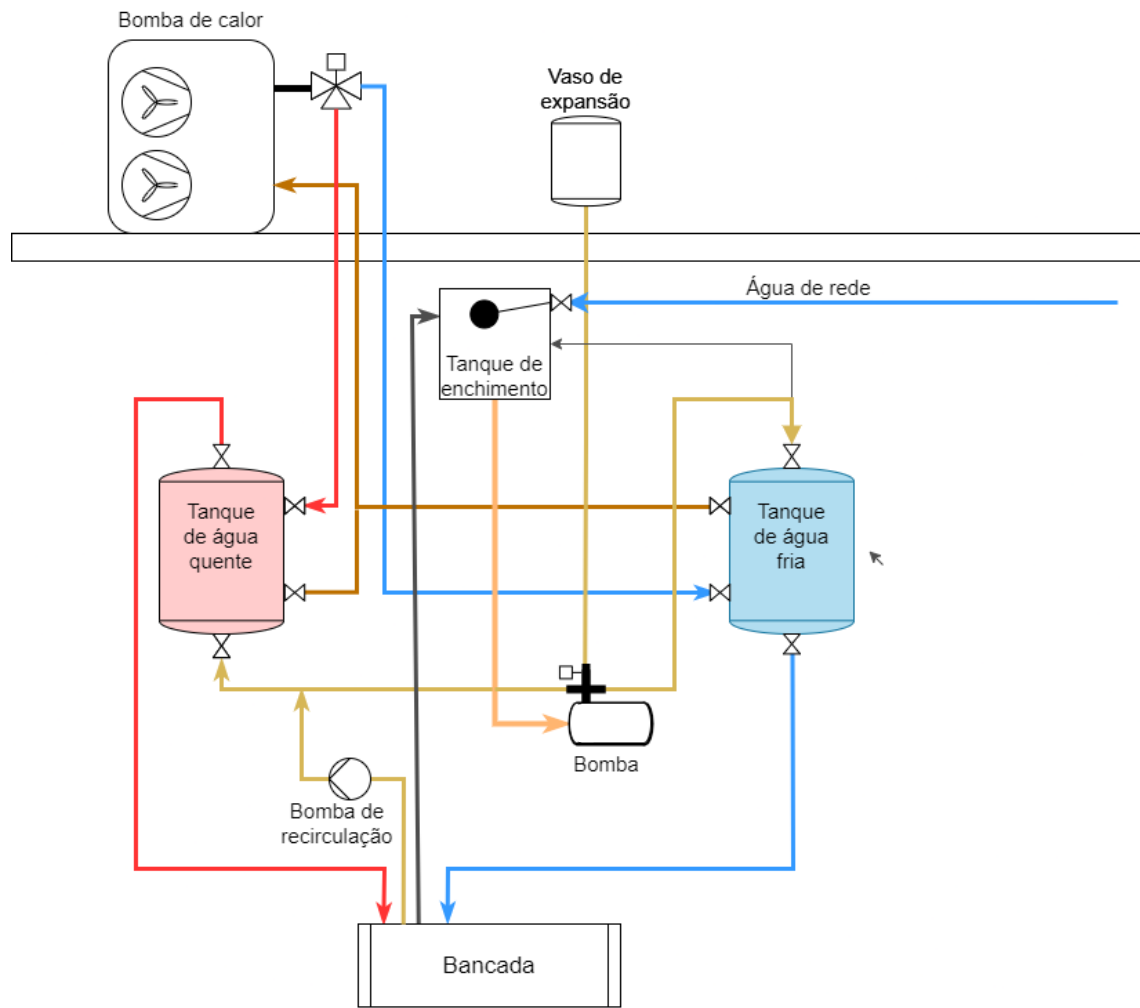 Bomba de calor
Vaso de
expansão
Água de rede
Tanque de
enchimento
Tanque
de água
quente
Tanque
de água
fria
Bomba
Bomba de
recirculação
Bancada